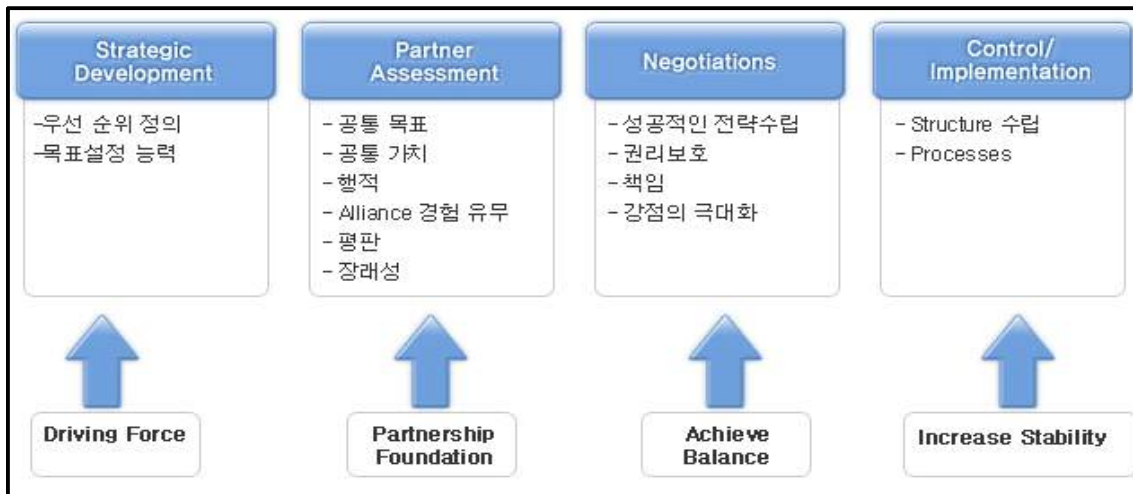 Strategic
Development
-우선 순위 정의
-목표설정 능력
Partner
Assessment
- 공통 목표
- 공통 가치
- 행적
- Alliance 경험 유무
- 평판
- 장래성
Negotiations
- 성공적인 전략수립
- 권리보호
- 책임
- 강점의 극대화
Control/
Implementation
- Structure 수립
- Processes
Driving Force
Partnership
Foundation
Achieve
Balance
Increase Stability